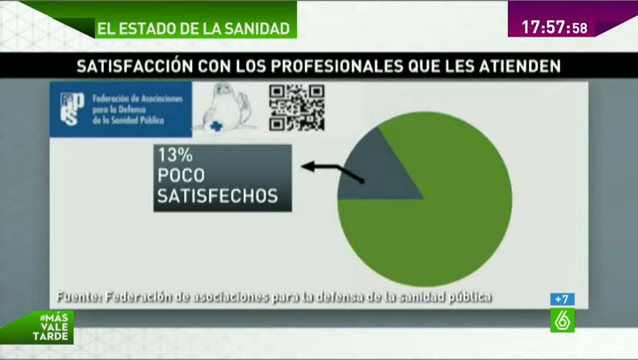 EL ESTADO DE LA SANIDAD
17:57:58
SATISFACCIÓN CON LOS PROFESIONALES QUE LES ATIENDEN
Federación de Asociaciones
para la Defensa
de la Sanidad Pública
13%
POCO
SATISFECHOS
Fuente: Federación de asociaciones para la defensa de la sanidad pública
+7
6
#MÁS
VALE
TARDE